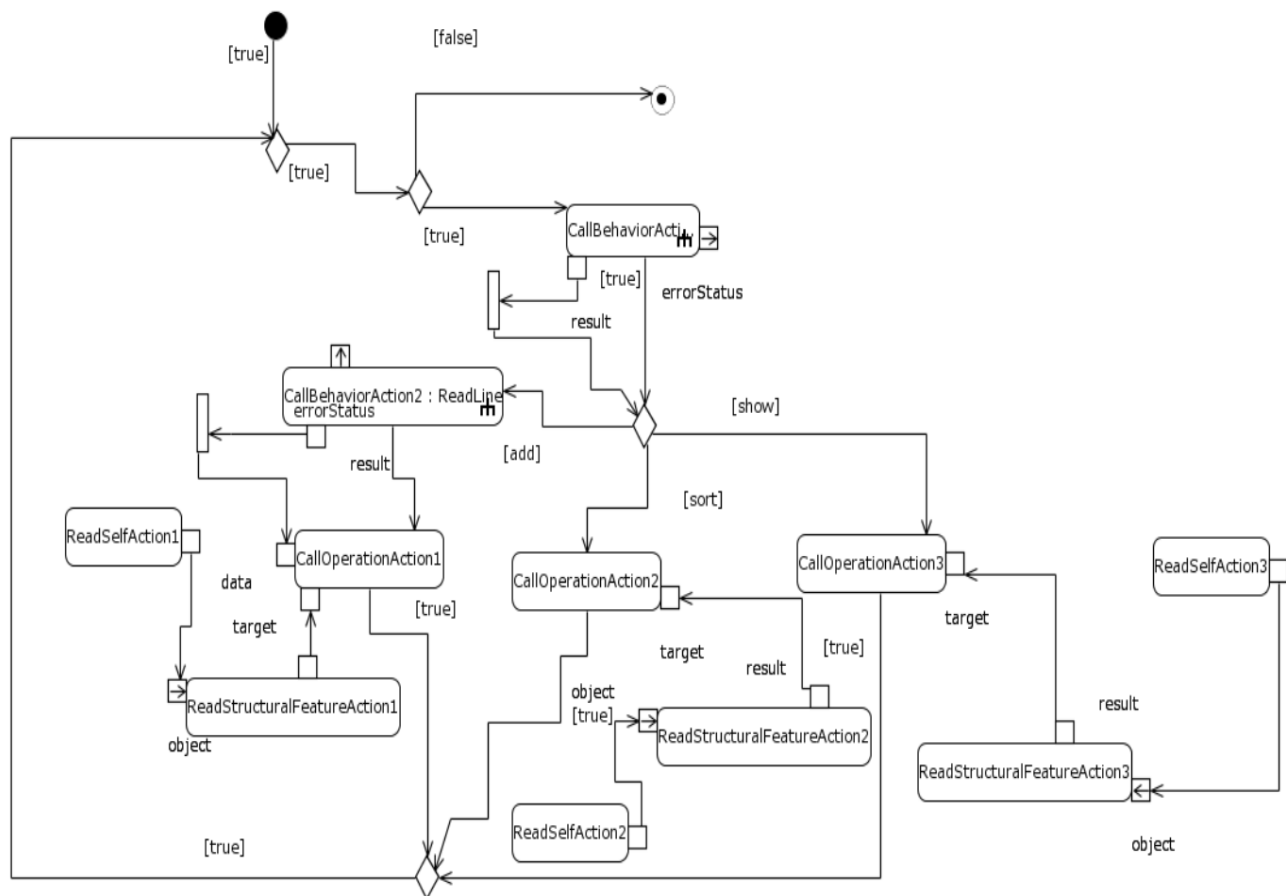 [false]
[true]
[true]
[true]
CallBehaviorActi...
[true]
errorStatus
result
CallBehaviorAction2 : ReadLine
errorStatus
[show]
[add]
result
[sort]
ReadSelfAction1
CallOperationAction1
CallOperationAction2
CallOperationAction3
ReadSelfAction3
data
[true]
target
target
target
[true]
result
object
[true]
ReadStructuralFeatureAction1
object
ReadStructuralFeatureAction2
result
ReadStructuralFeatureAction3
ReadSelfAction2
[true]
object